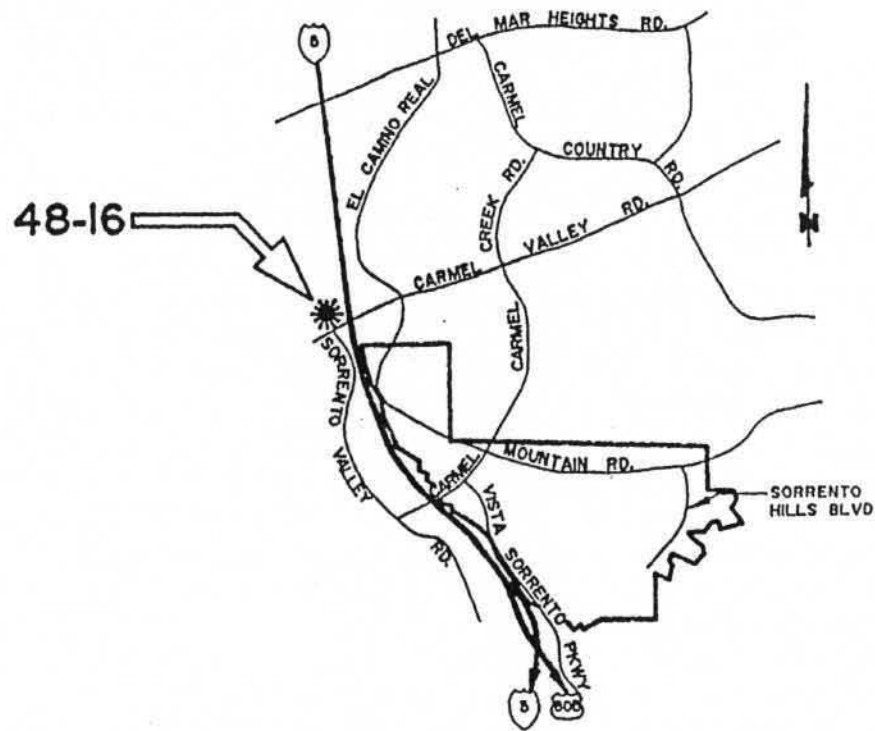 5
DEL MAR HEIGHTS RD.
CARMEL
COUNTRY
RD.
EL CAMINO REAL
CREEK RD.
CARMEL
VALLEY
RD.
CARMEL
N
48-16
SORRENTO
VALLEY
RD.
CARMEL
MOUNTAIN RD.
VISTA
SORRENTO
PKWY
SORRENTO
HILLS BLVD
5
805